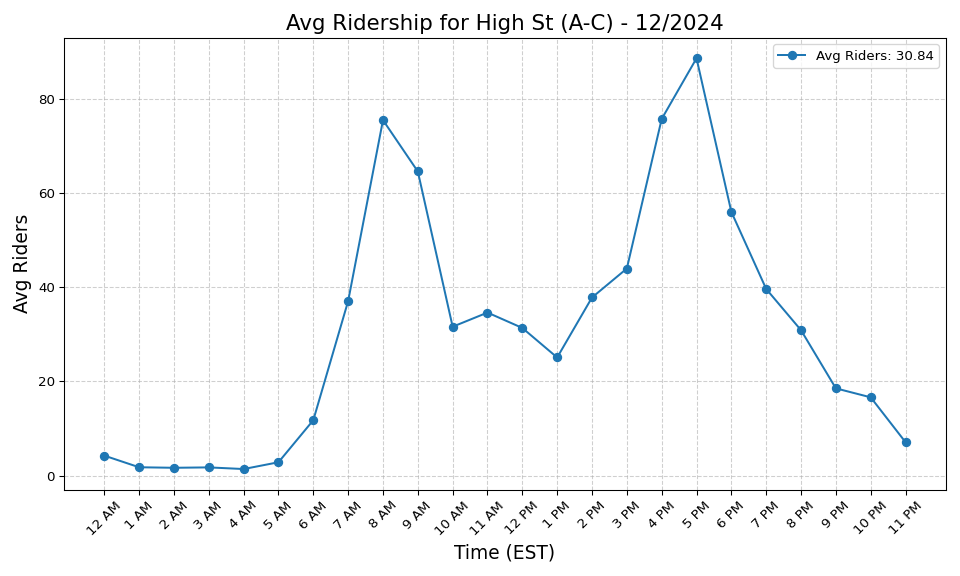 Avg Ridership for High St (A-C) - 12/2024
Avg Riders: 30.84
Avg Riders
80
60
40
20
0
12 AM 1 AM 2 AM 3 AM 4 AM 5 AM 6 AM 7 AM 8 AM 9 AM 10 AM 11 AM 12 PM 1 PM 2 PM 3 PM 4 PM 5 PM 6 PM 7 PM 8 PM 9 PM 10 PM 11 PM
Time (EST)